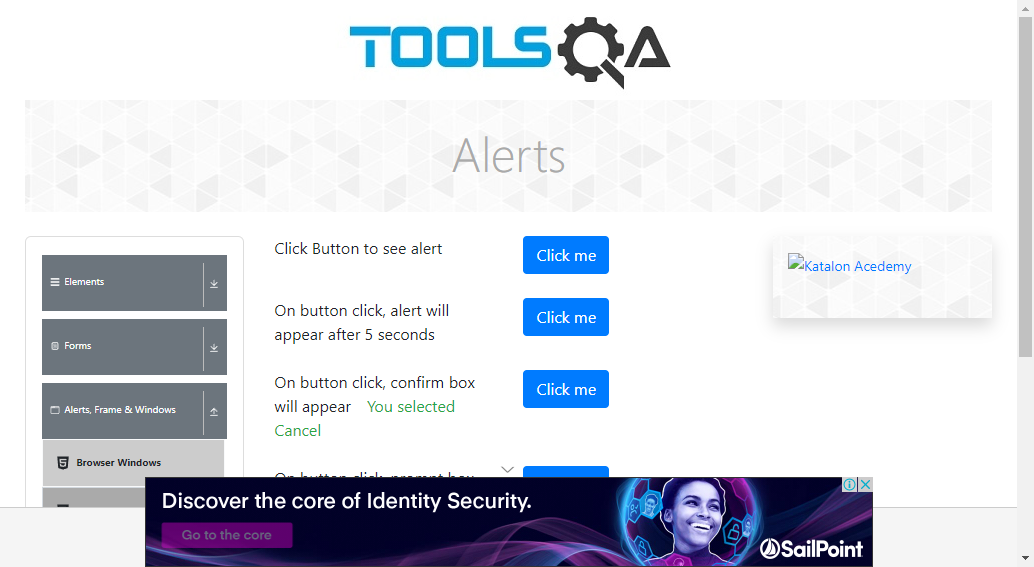 TOOLSQA
Alerts
Elements
Forms
Alerts, Frame & Windows
Browser Windows
Click Button to see alert
Click me
On button click, alert will
appear after 5 seconds
Click me
On button click, confirm box
will appear You selected
Cancel
Click me
On button click, prompt box
Katalon Acedemy
Discover the core of Identity Security.
Go to the core
SailPoint